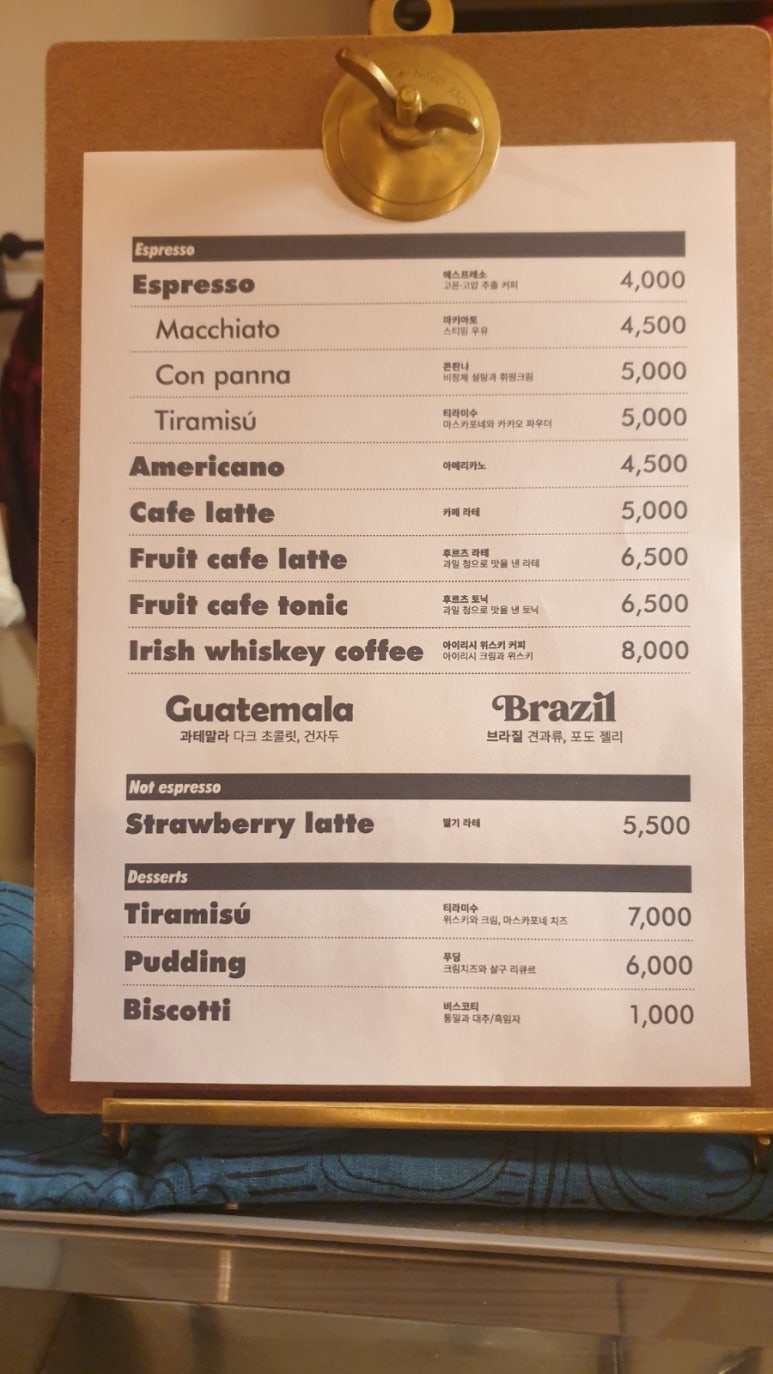 Espresso
Espresso 에스프레소 4,000
고온·고압 추출 커피
Macchiato 마키아토 4,500
스티밍 우유
Con panna 콘판나 5,000
비정제 설탕과 휘핑크림
Tiramisú 티라미수 5,000
마스카포네와 카카오 파우더
Americano 아메리카노 4,500
Cafe latte 카페 라테 5,000
Fruit cafe latte 후르츠 라테 6,500
과일 청으로 맛을 낸 라테
Fruit cafe tonic 후르츠 토닉 6,500
과일 청으로 맛을 낸 토닉
Irish whiskey coffee 아이리시 위스키 커피 8,000
아이리시 크림과 위스키
Guatemala Brazil
과테말라 다크 초콜릿, 건자두 브라질 견과류, 포도 젤리
Not espresso
Strawberry latte 딸기 라테 5,500
Desserts
Tiramisú 티라미수 7,000
위스키와 크림, 마스카포네 치즈
Pudding 푸딩 6,000
크림치즈와 살구 리큐르
Biscotti 비스코티 1,000
통밀과 대추/흑임자